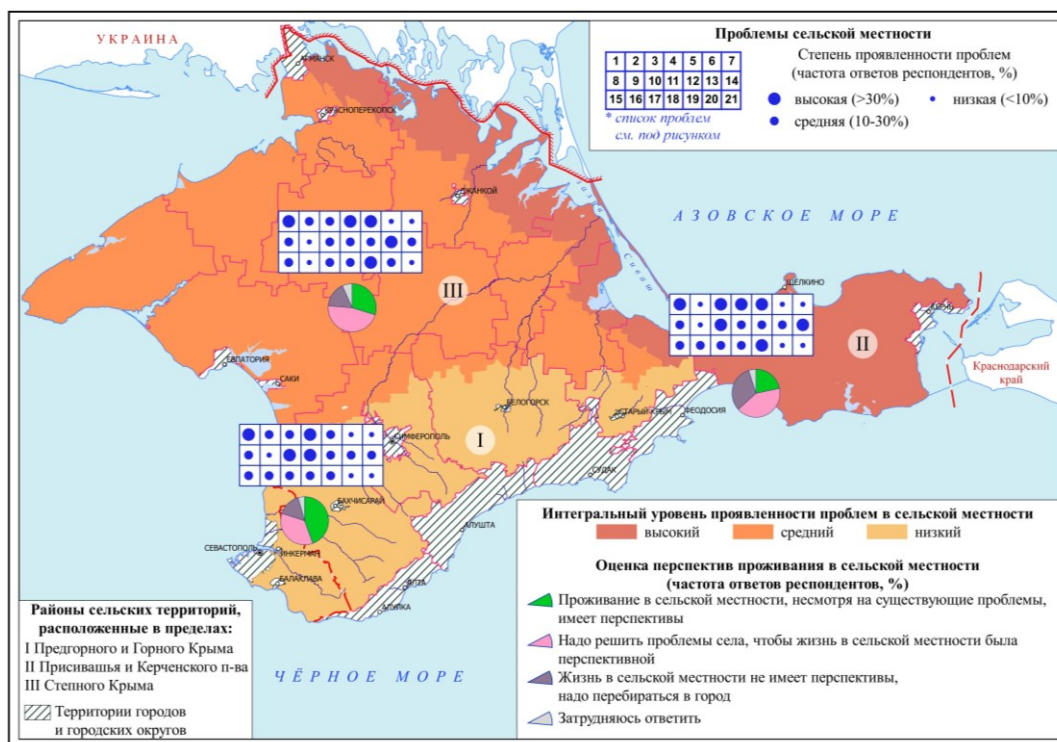 УКРАИНА
АРМЯНСК
КРАСНОПЕРЕКОПСК
ДЖАНКОЙ
АЗОВСКОЕ МОРЕ
Сиваш
ЩЁЛКИНО
КЕРЧЬ
Краснодарский
край
III
II
I
ЕВПАТОРИЯ
САКИ
БЕЛОГОРСК
СТАРЫЙ КРЫМ
ФЕОДОСИЯ
СИМФЕРОПОЛЬ
СУДАК
БАХЧИСАРАЙ
АЛУШТА
СЕВАСТОПОЛЬ
ИНКЕРМАН
БАЛАКЛАВА
ЯЛТА
АЛУПКА
ЧЁРНОЕ МОРЕ
Проблемы сельской местности
1 2 3 4 5 6 7
8 9 10 11 12 13 14
15 16 17 18 19 20 21
* список проблем
см. под рисунком
Степень проявленности проблем
(частота ответов респондентов, %)
высокая (>30%)
низкая (<10%)
средняя (10-30%)
Районы сельских территорий,
расположенные в пределах:
I Предгорного и Горного Крыма
II Присивашья и Керченского п-ва
III Степного Крыма
Территории городов
и городских округов
Интегральный уровень проявленности проблем в сельской местности
высокий
средний
низкий
Оценка перспектив проживания в сельской местности
(частота ответов респондентов, %)
Проживание в сельской местности, несмотря на существующие проблемы,
имеет перспективы
Надо решить проблемы села, чтобы жизнь в сельской местности была
перспективной
Жизнь в сельской местности не имеет перспективы,
надо перебираться в город
Затрудняюсь ответить